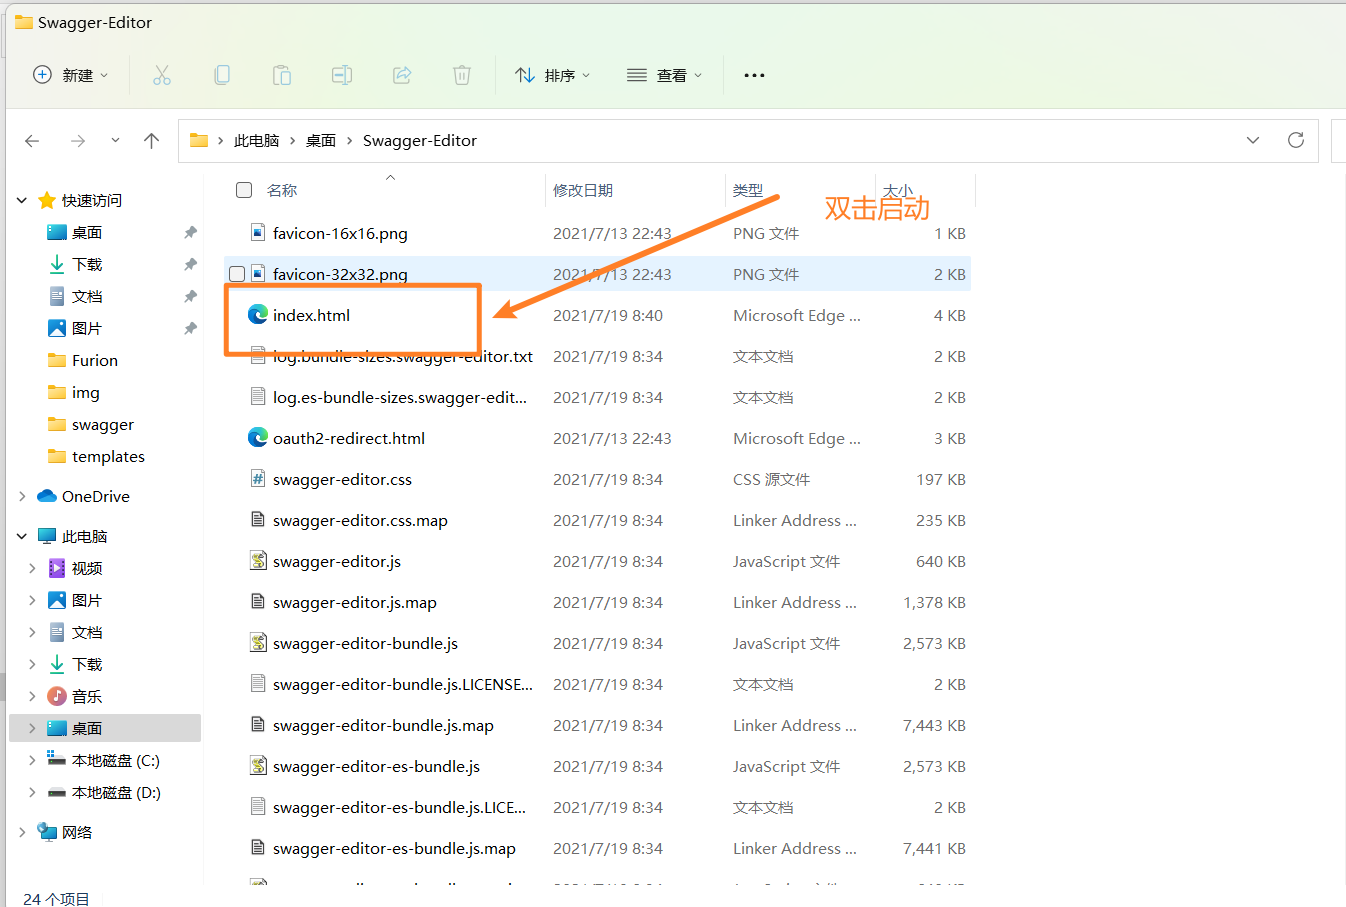 Swagger-Editor
新建
排序
查看
此电脑 桌面 Swagger-Editor
快速访问
桌面
下载
文档
图片
Furion
img
swagger
templates
OneDrive
此电脑
视频
图片
文档
下载
音乐
桌面
本地磁盘 (C:)
本地磁盘 (D:)
网络
名称 修改日期 类型 大小
双击启动
favicon-16x16.png 2021/7/13 22:43 PNG 文件 1 KB
favicon-32x32.png 2021/7/13 22:43 PNG 文件 2 KB
index.html 2021/7/19 8:40 Microsoft Edge ... 4 KB
log.bundle-sizes.swagger-editor.txt 2021/7/19 8:34 文本文档 2 KB
log.es-bundle-sizes.swagger-edit... 2021/7/19 8:34 文本文档 2 KB
oauth2-redirect.html 2021/7/13 22:43 Microsoft Edge ... 3 KB
swagger-editor.css 2021/7/19 8:34 CSS 源文件 197 KB
swagger-editor.css.map 2021/7/19 8:34 Linker Address ... 235 KB
swagger-editor.js 2021/7/19 8:34 JavaScript 文件 640 KB
swagger-editor.js.map 2021/7/19 8:34 Linker Address ... 1,378 KB
swagger-editor-bundle.js 2021/7/19 8:34 JavaScript 文件 2,573 KB
swagger-editor-bundle.js.LICENSE... 2021/7/19 8:34 文本文档 2 KB
swagger-editor-bundle.js.map 2021/7/19 8:34 Linker Address ... 7,443 KB
swagger-editor-es-bundle.js 2021/7/19 8:34 JavaScript 文件 2,573 KB
swagger-editor-es-bundle.js.LICE... 2021/7/19 8:34 文本文档 2 KB
swagger-editor-es-bundle.js.map 2021/7/19 8:34 Linker Address ... 7,441 KB
24 个项目